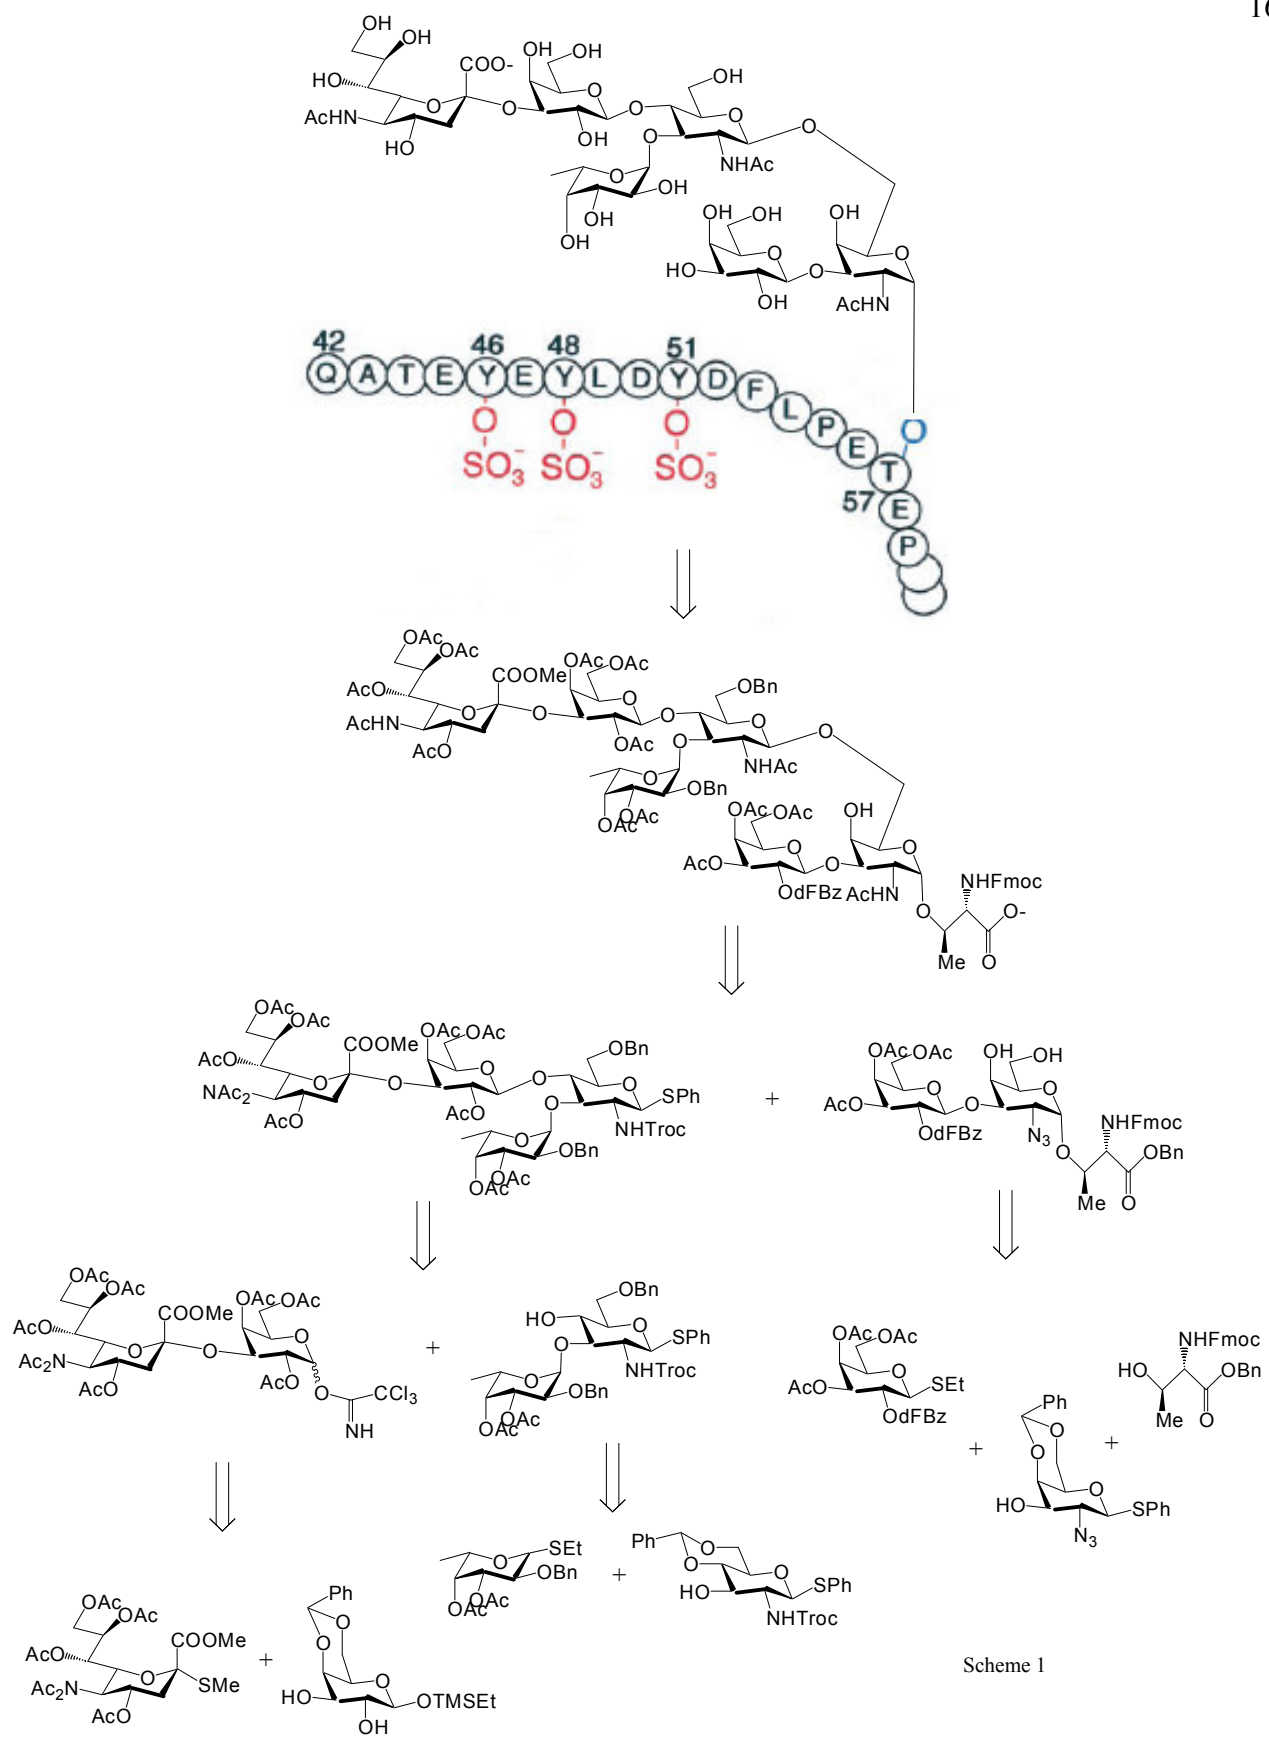 16
OH
OH
HO
COO-
OH
OH
OH
O
O
O
O
O
O
O
AcHN
HO
OH
O
NHAc
O
OH
OH
OH
OH
OH
OH
O
O
O
HO
OH
AcHN
42 46 48 51
Q A T E Y E Y L D Y D F L P E T E P
O O O O
SO3- SO3- SO3-
57
OAc
OAc
COOMe
OAc
OAc
OBn
AcO
O
O
O
O
O
O
AcHN
AcO
OAc
O
NHAc
O
OBn
OAc
OAc
OAc
OAc
OH
O
O
AcO
O
OdFBz
AcHN
NHFmoc
O
O-
Me
O
OAc
OAc
COOMe
OAc
OAc
OBn
AcO
O
O
O
O
O
SPh
NAc2
AcO
AcO
O
NHTroc
O
OBn
OAc
OAc
+
OAc
OAc
OH
OH
O
O
AcO
O
OdFBz
N3
NHFmoc
O
OBn
Me
O
OAc
OAc
COOMe
OAc
OAc
AcO
O
O
O
Ac2N
AcO
AcO
O
CCl3
NH
+
OBn
HO
O
SPh
O
NHTroc
O
OBn
OAc
OAc
OAc
OAc
O
AcO
SEt
OdFBz
+
Ph
O
O
O
HO
SPh
N3
+
NHFmoc
HO
OBn
Me
O
O
SEt
OBn
OAc
OAc
+
Ph
O
O
O
HO
SPh
NHTroc
OAc
OAc
COOMe
AcO
O
SMe
Ac2N
AcO
+
Ph
O
O
O
HO
OTMSEt
OH
Scheme 1